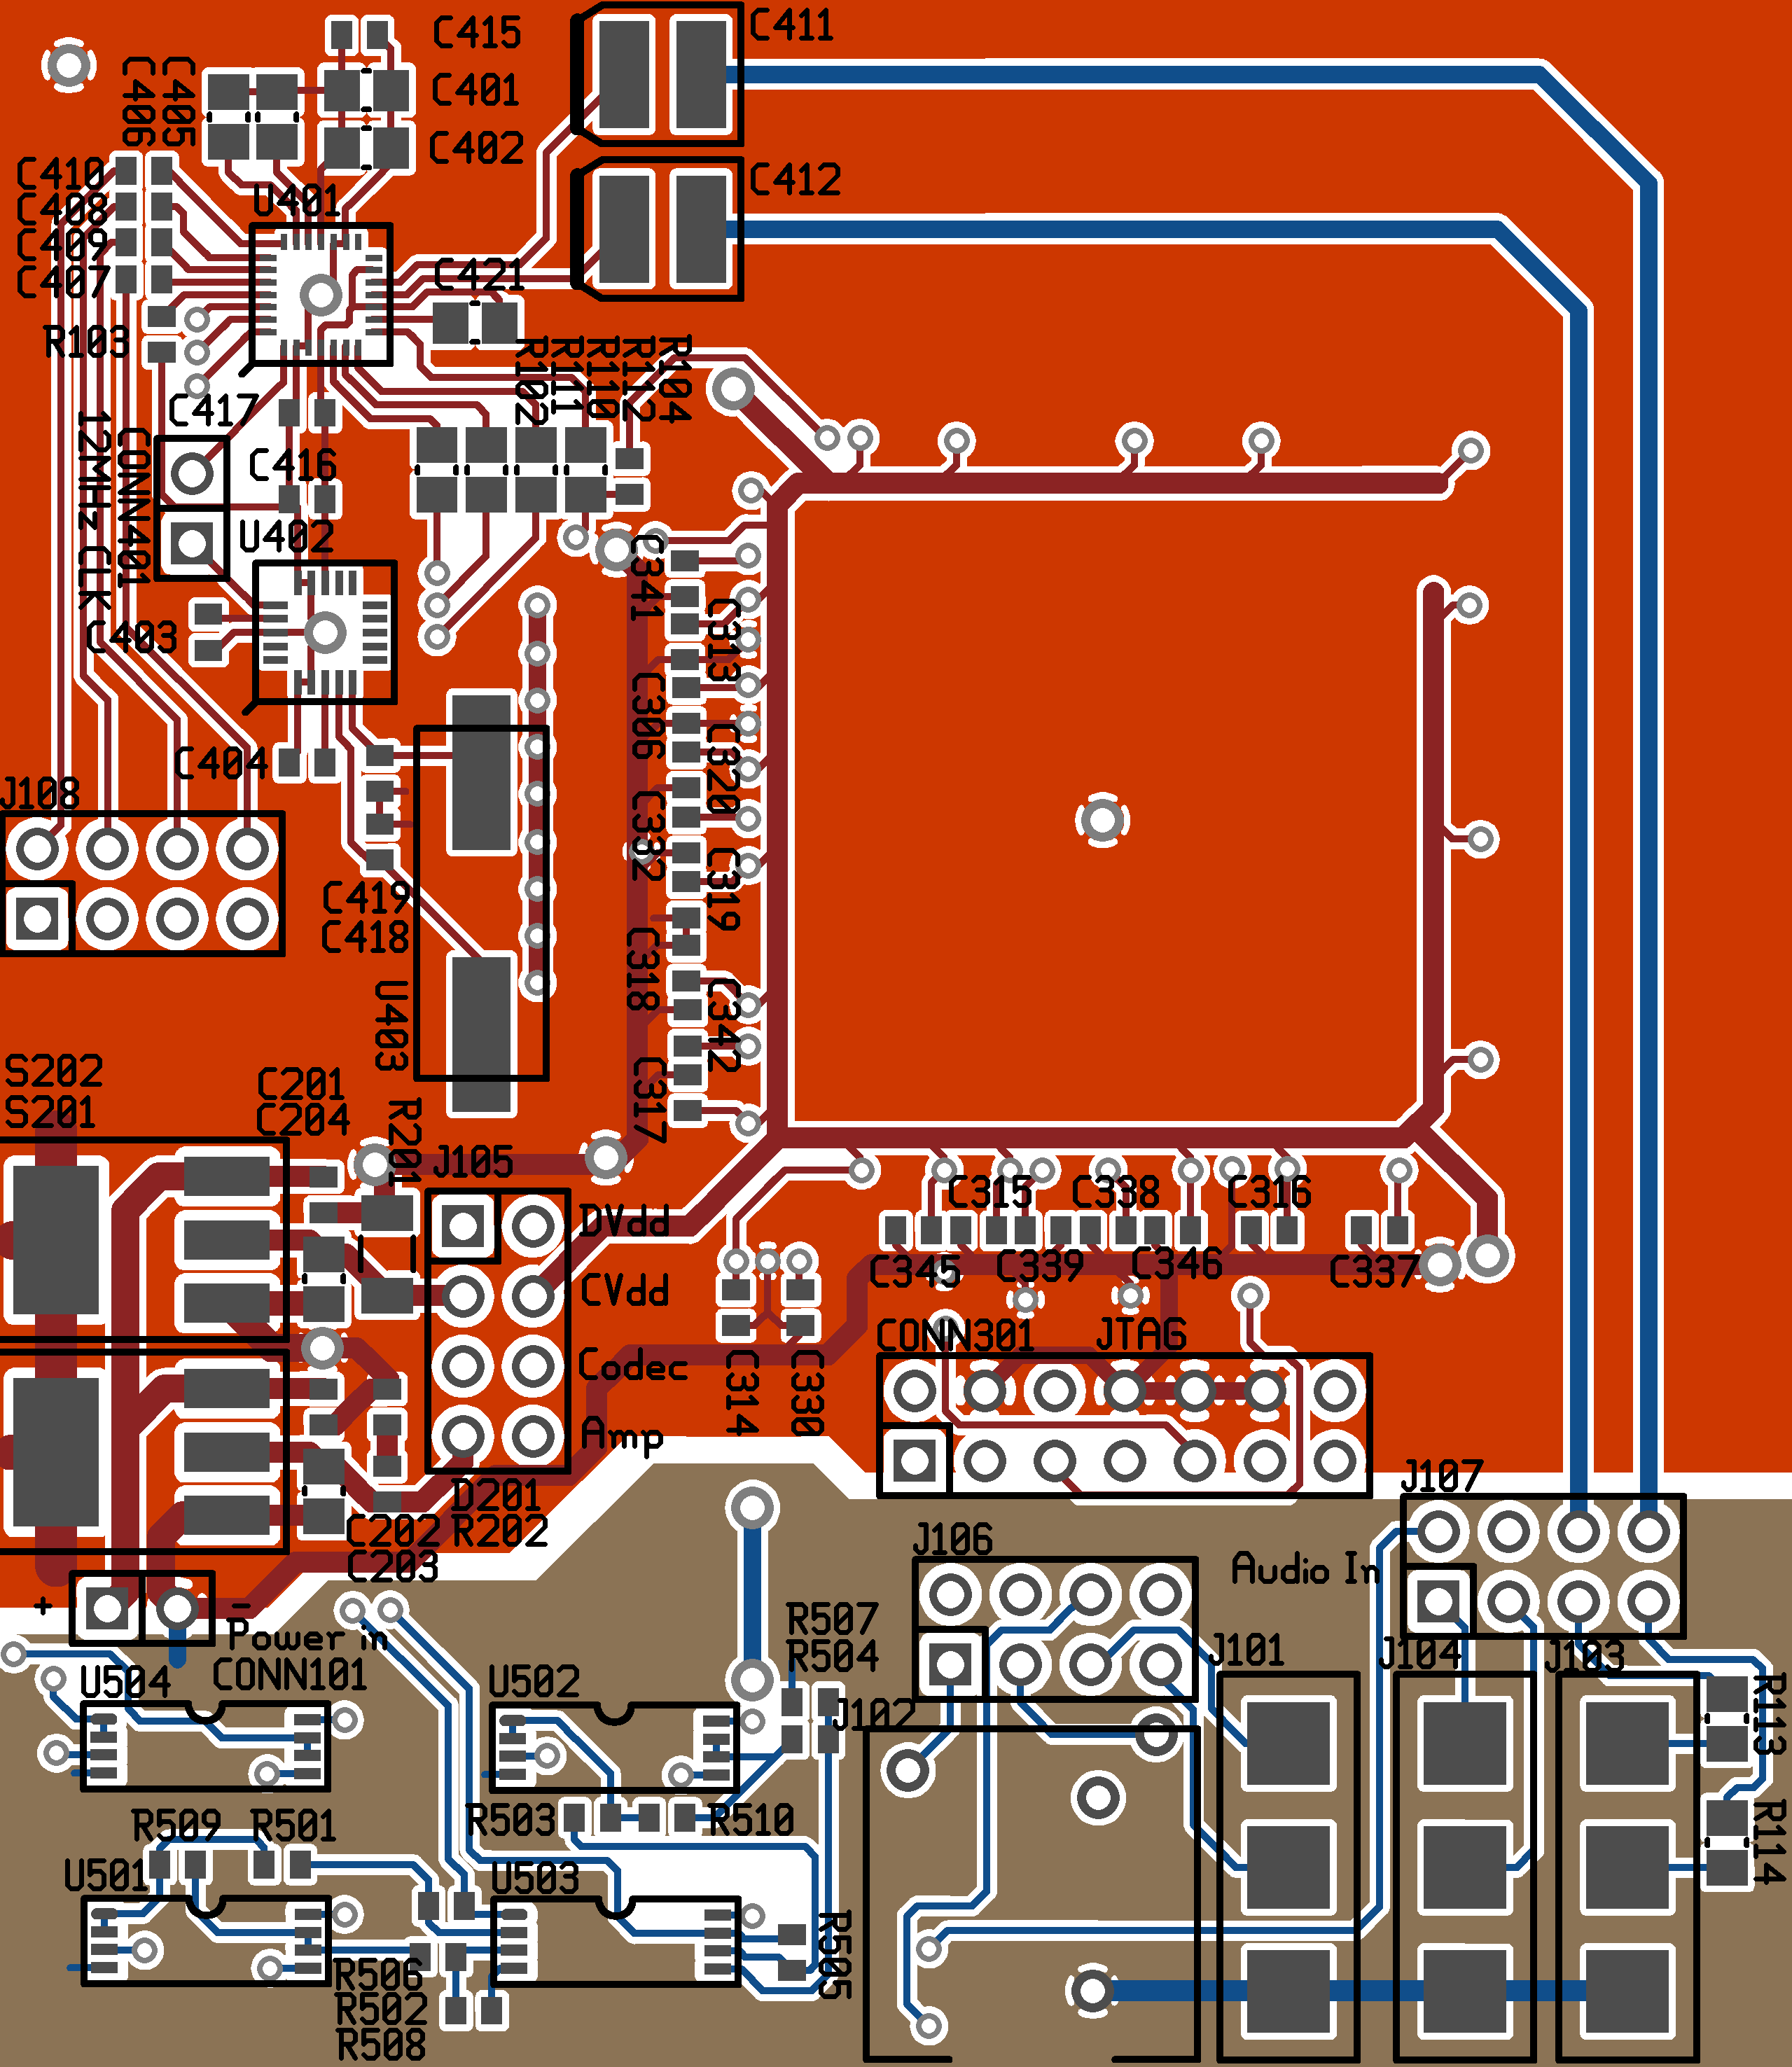 C415
C411
C401
C406
C405
C402
C410
C412
U401
C408
C409
C407
C421
R103
R102
R111
R110
R112
R104
C417
12MHz CLK
CONN401
C416
U402
C341
C403
C313
C306
C404
C320
J108
C332
C419
C319
C418
C318
U403
C342
S202
C201
C317
S201
C204
R201
J105
DVdd
C315
C338
C316
CVdd
C345
C339
C346
C337
CONN301
JTAG
Codec
C314
C330
Amp
J107
D201
C202
R202
J106
C203
Audio In
+
-
Power in
CONN101
R507
R504
J101
J104
J103
U504
U502
J102
R113
R509
R501
R503
R510
R114
U501
U503
R505
R506
R502
R508